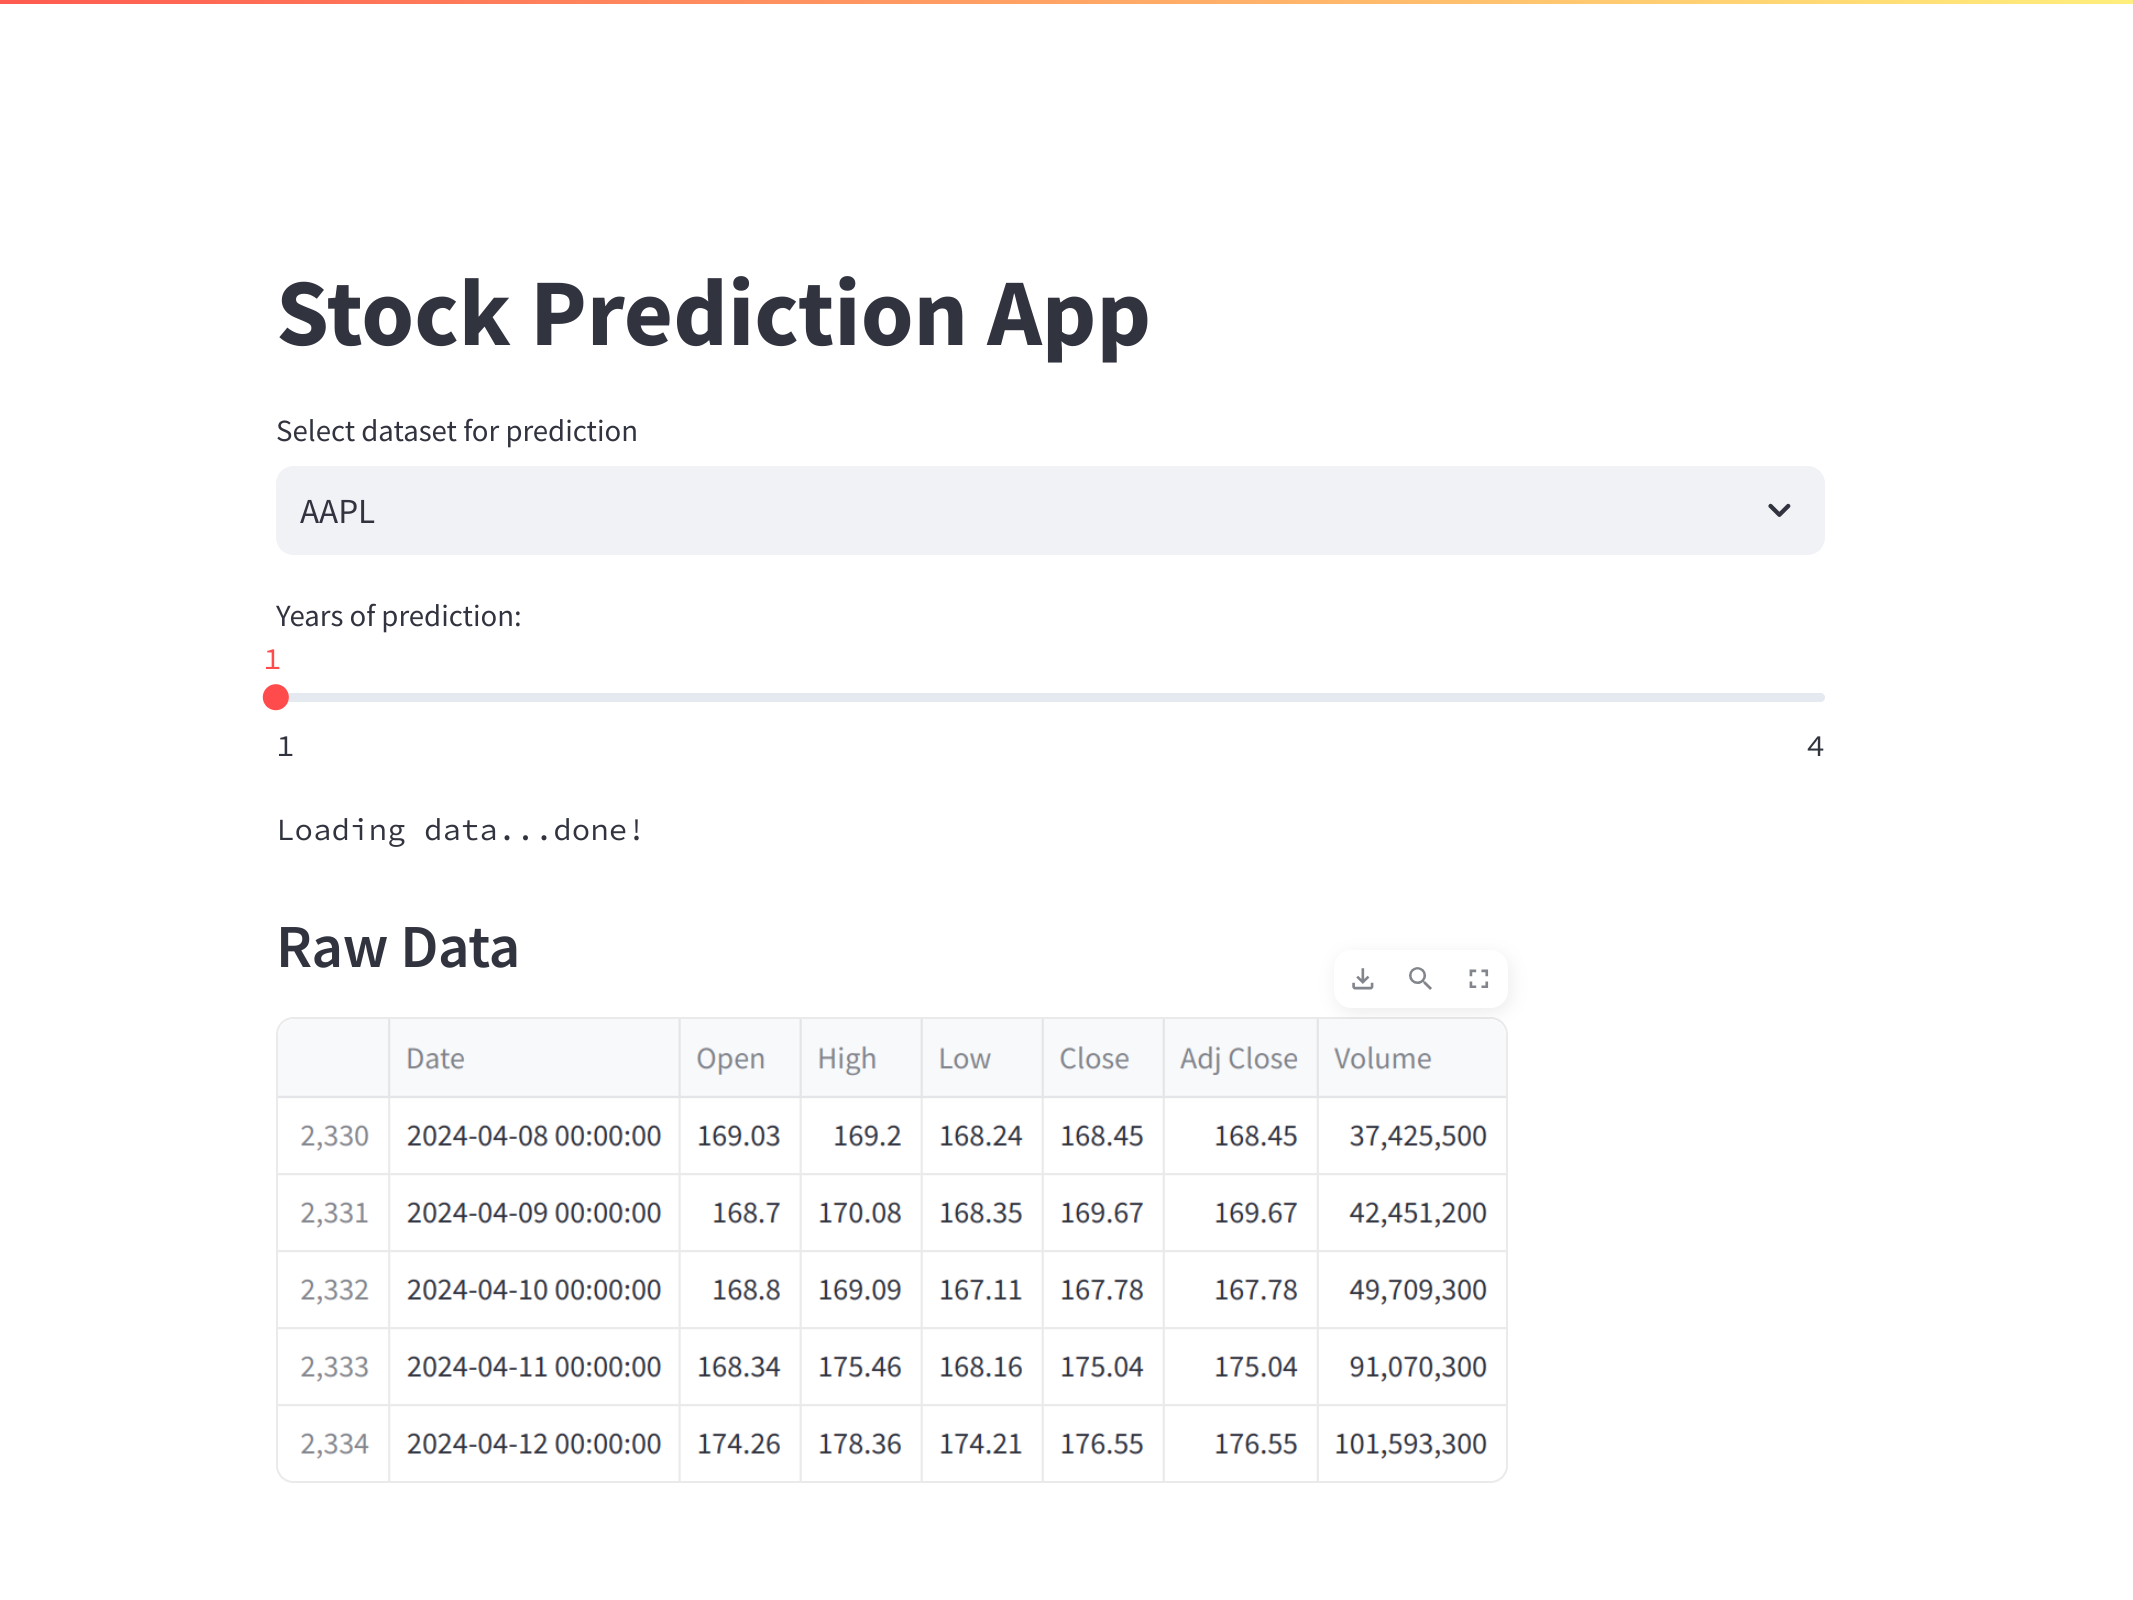 Stock Prediction App
Select dataset for prediction
AAPL
Years of prediction:
1
1 4
Loading data...done!
Raw Data
Date Open High Low Close Adj Close Volume
2,330 2024-04-08 00:00:00 169.03 169.2 168.24 168.45 168.45 37,425,500
2,331 2024-04-09 00:00:00 168.7 170.08 168.35 169.67 169.67 42,451,200
2,332 2024-04-10 00:00:00 168.8 169.09 167.11 167.78 167.78 49,709,300
2,333 2024-04-11 00:00:00 168.34 175.46 168.16 175.04 175.04 91,070,300
2,334 2024-04-12 00:00:00 174.26 178.36 174.21 176.55 176.55 101,593,300